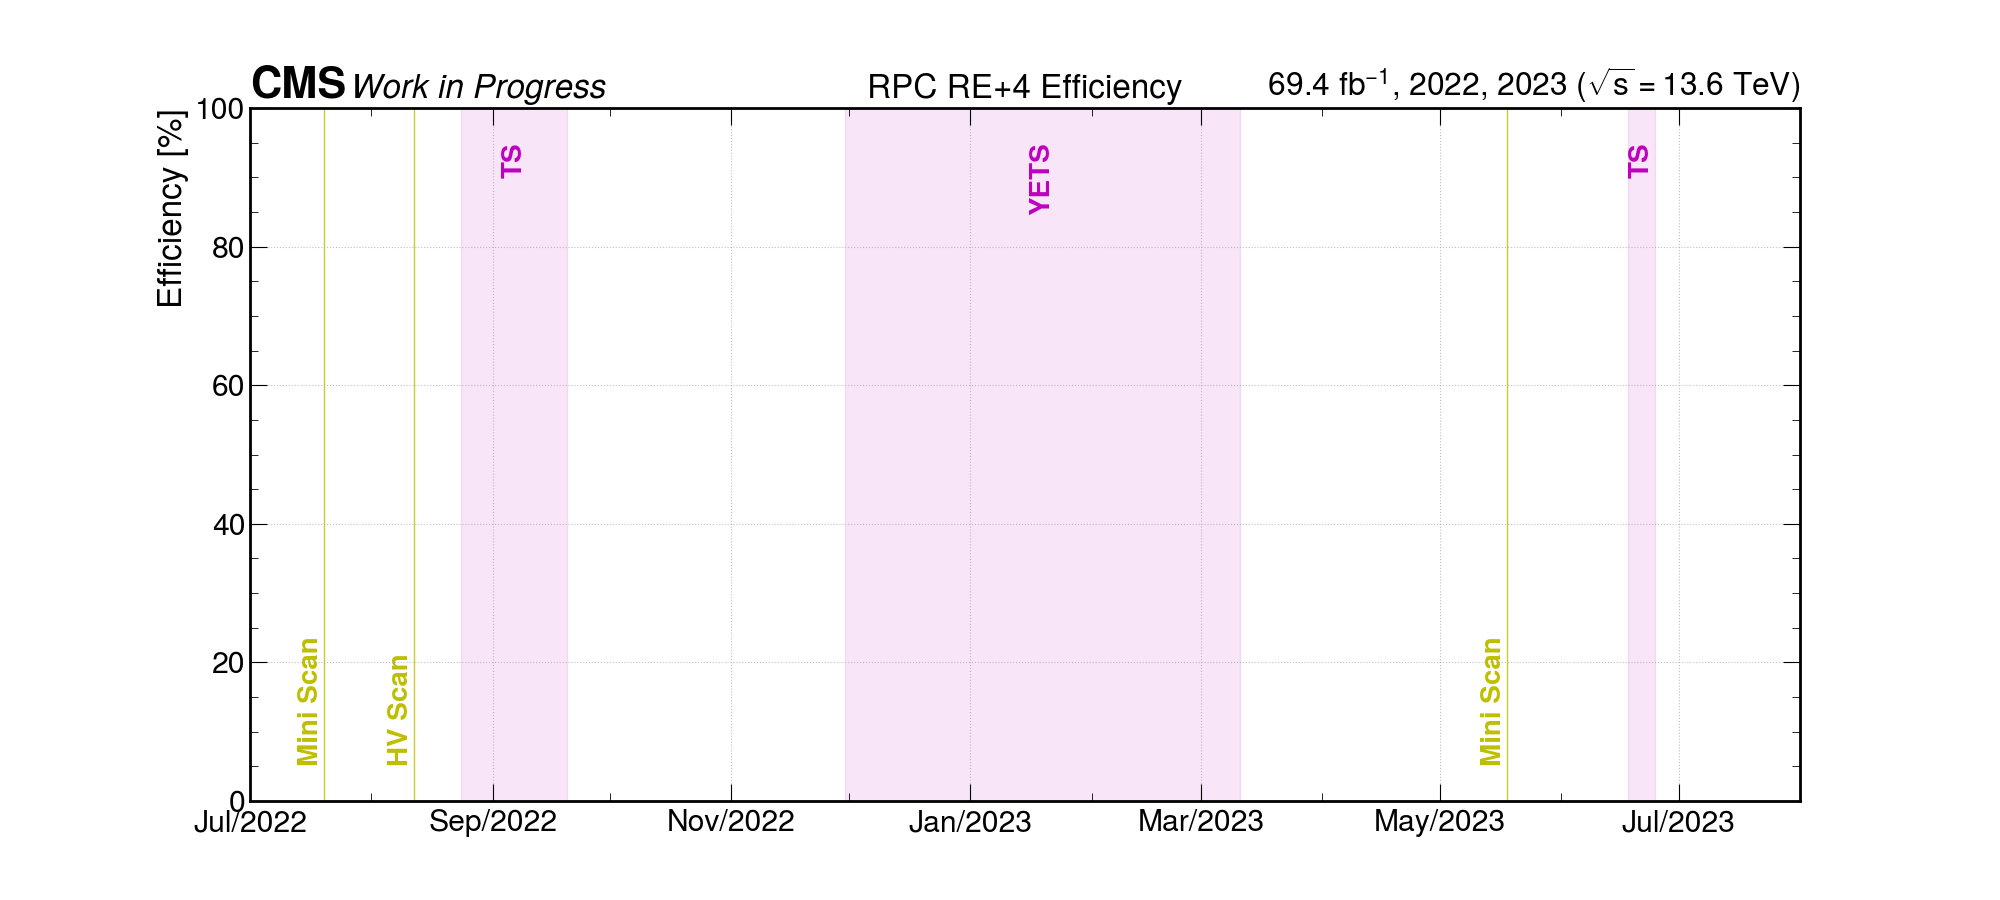 CMS Work in Progress RPC RE+4 Efficiency 69.4 fb⁻¹, 2022, 2023 (√s = 13.6 TeV)
Efficiency [%]
100
80
60
40
20
0
TS
YETS
TS
Mini Scan
HV Scan
Mini Scan
Jul/2022 Sep/2022 Nov/2022 Jan/2023 Mar/2023 May/2023 Jul/2023